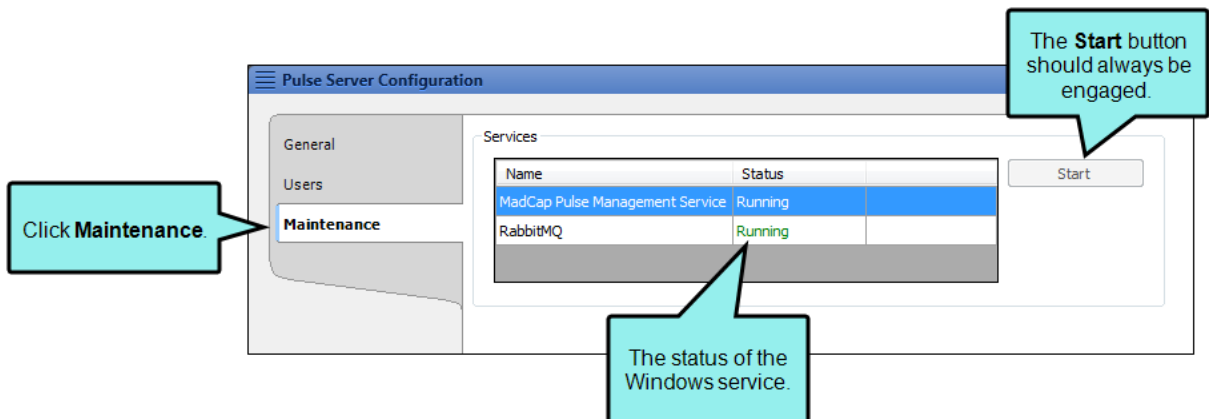 The Start button
should always be
engaged.
Pulse Server Configuration
General
Users
Maintenance
Click Maintenance.
Services
Name Status
MadCap Pulse Management Service Running
RabbitMQ Running
Start
The status of the
Windows service.